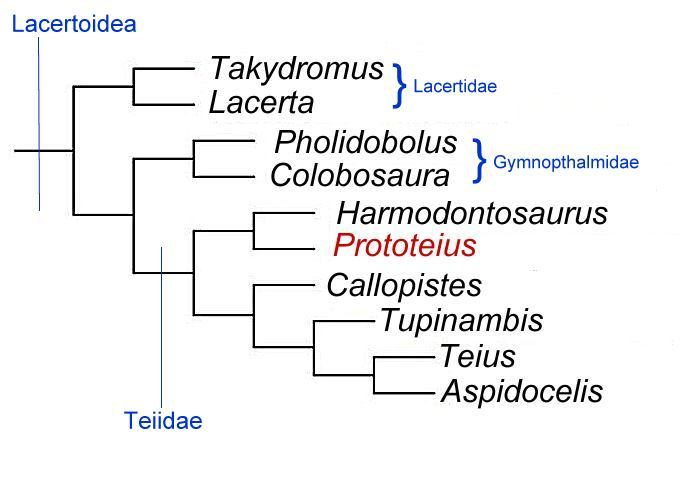 Lacertoidea
Takydromus
Lacertidae
Lacerta
Pholidobolus
Gymnopthalmidae
Colobosaura
Harmodontosaurus
Prototeius
Callopistes
Tupinambis
Teius
Aspidocelis
Teiidae